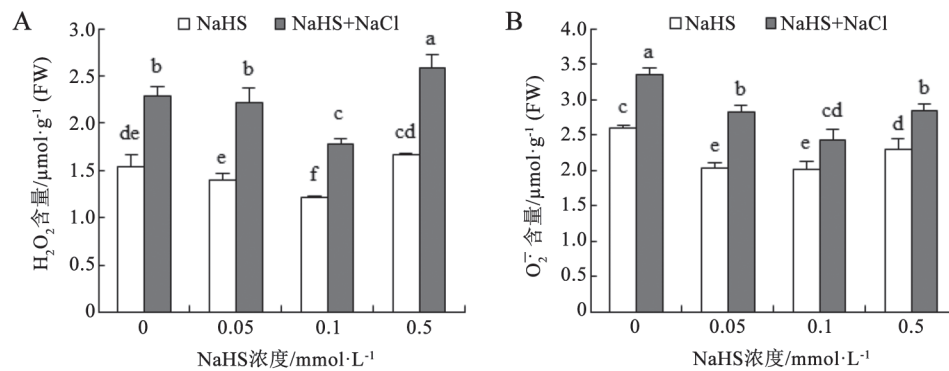 A
NaHS NaHS+NaCl
H₂O₂含量/μmol·g⁻¹ (FW)
3.0
2.5
2.0
1.5
1.0
0.5
0
de b e b f c cd a
0 0.05 0.1 0.5
NaHS浓度/mmol·L⁻¹
B
NaHS NaHS+NaCl
O₂⁻ 含量/μmol·g⁻¹ (FW)
4.0
3.5
3.0
2.5
2.0
1.5
1.0
0.5
0
c a e b e cd d b
0 0.05 0.1 0.5
NaHS浓度/mmol·L⁻¹